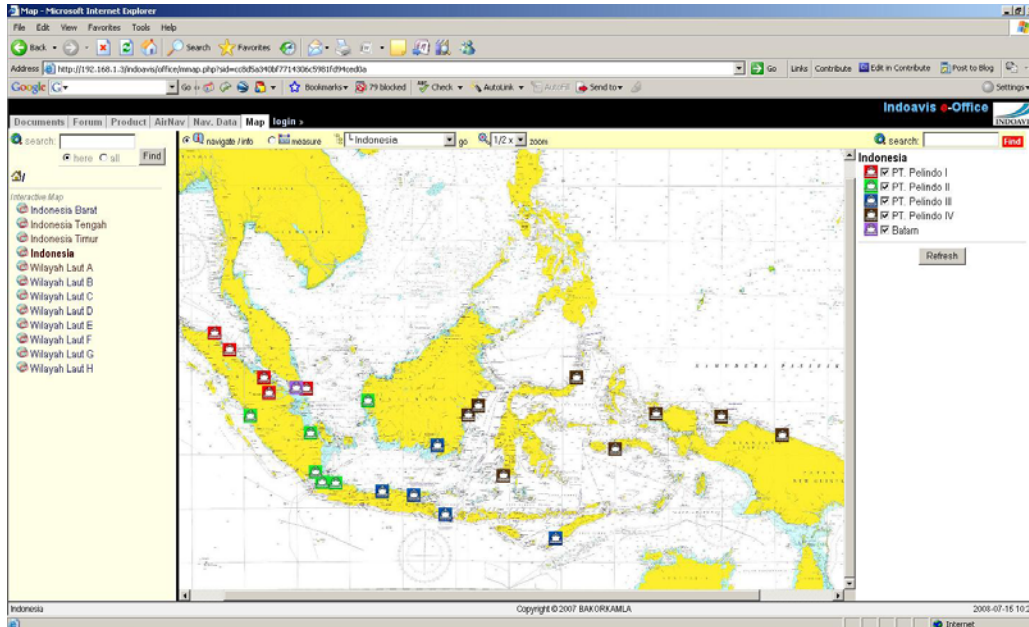 Map - Microsoft Internet Explorer
File Edit View Favorites Tools Help
Back Search Favorites
Address http://192.168.1.3/indoavis/office/mmap.php?sid=cc8d5a340bf7714306c5981fd94ced0a Go Links Contribute Edit in Contribute Post to Blog
Google G Go Bookmarks 79 blocked Check AutoLink AutoFill Send to Settings
Indoavis e-Office
INDOAVIS
Documents Forum Product AirNav Nav. Data Map login »
search:
here all Find
navigate / info measure Indonesia go 1/2 x zoom
search: Find
Interactive Map
Indonesia Barat
Indonesia Tengah
Indonesia Timur
Indonesia
Wilayah Laut A
Wilayah Laut B
Wilayah Laut C
Wilayah Laut D
Wilayah Laut E
Wilayah Laut F
Wilayah Laut G
Wilayah Laut H
Indonesia
PT. Pelindo I
PT. Pelindo II
PT. Pelindo III
PT. Pelindo IV
Batam
Refresh
Indonesia Copyright © 2007 BAKORKAMLA 2008-07-16 10:2
Internet